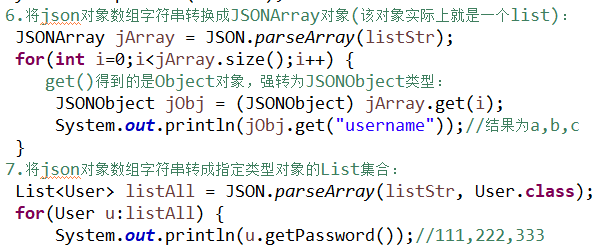 6.将json对象数组字符串转换成JSONArray对象(该对象实际上就是一个list):
JSONArray jArray = JSON.parseArray(listStr);
for(int i=0;i<jArray.size();i++) {
get()得到的是Object对象，强转为JSONObject类型:
JSONObject jObj = (JSONObject) jArray.get(i);
System.out.println(jObj.get("username"));//结果为a,b,c
}
7.将json对象数组字符串转成指定类型对象的List集合:
List<User> listAll = JSON.parseArray(listStr, User.class);
for(User u:listAll) {
System.out.println(u.getPassword());//111,222,333